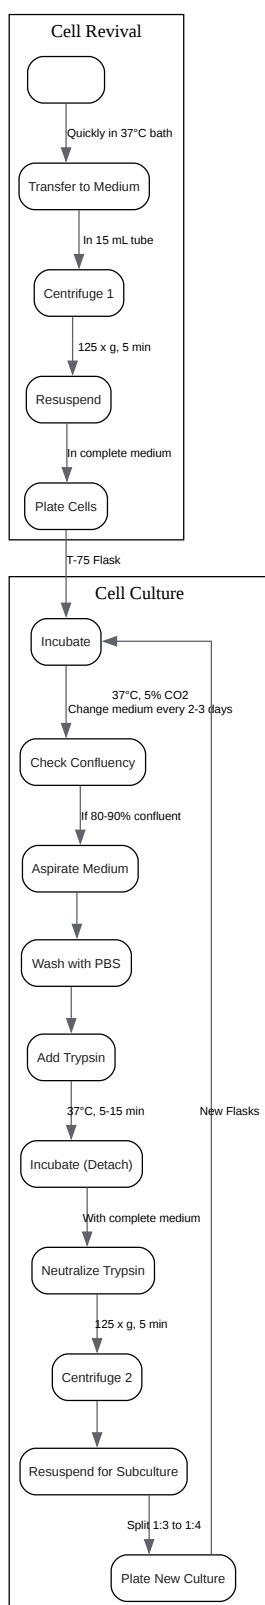 Cell Revival
Quickly in 37°C bath
Transfer to Medium
In 15 mL tube
Centrifuge 1
125 x g, 5 min
Resuspend
In complete medium
Plate Cells
T-75 Flask
Cell Culture
Incubate
37°C, 5% CO2
Change medium every 2-3 days
Check Confluency
If 80-90% confluent
Aspirate Medium
Wash with PBS
Add Trypsin
37°C, 5-15 min
New Flasks
Incubate (Detach)
With complete medium
Neutralize Trypsin
125 x g, 5 min
Centrifuge 2
Resuspend for Subculture
Split 1:3 to 1:4
Plate New Culture